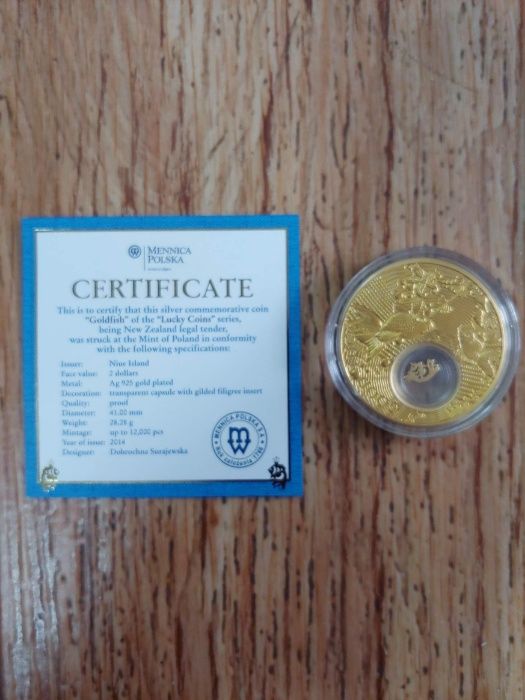 MENNICA
POLSKA
CERTIFICATE
This is to certify that this silver commemorative coin
"Goldfish" of the "Lucky Coins" series,
being New Zealand legal tender,
was struck at the Mint of Poland in conformity
with the following specifications:
Issuer: Niue Island
Face value: 2 dollars
Metal: Ag 925 gold plated
Decoration: transparent capsule with gilded filigree insert
Quality: proof
Diameter: 41.00 mm
Weight: 28,28 g
Mintage: up to 12,000 pcs
Year of issue: 2014
Designer: Dobrochna Surajewska
MENNICA POLSKA S.A.
Rok założenia 1766